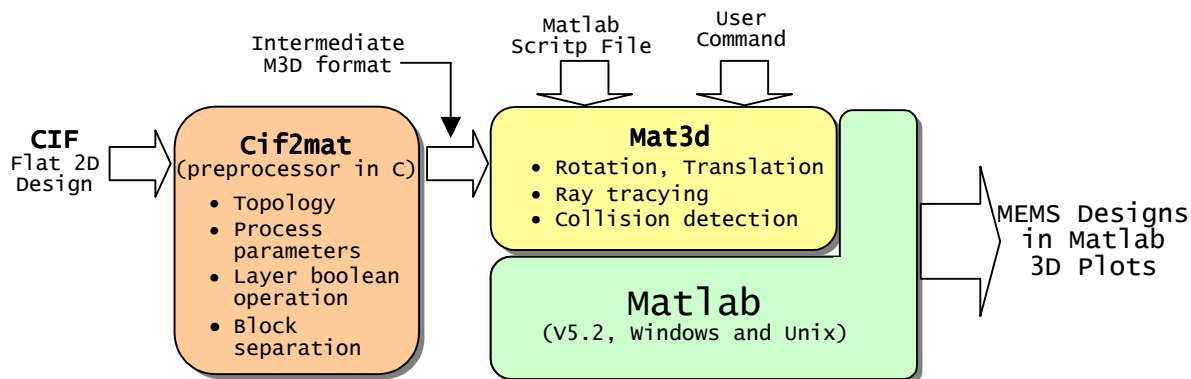 CIF
Flat 2D
Design
Cif2mat
(preprocessor in C)
• Topology
• Process
parameters
• Layer boolean
operation
• Block
separation
Intermediate
M3D format
Matlab
Scritp File
User
Command
Mat3d
• Rotation, Translation
• Ray tracying
• Collision detection
Matlab
(V5.2, Windows and Unix)
MEMS Designs
in Matlab
3D Plots